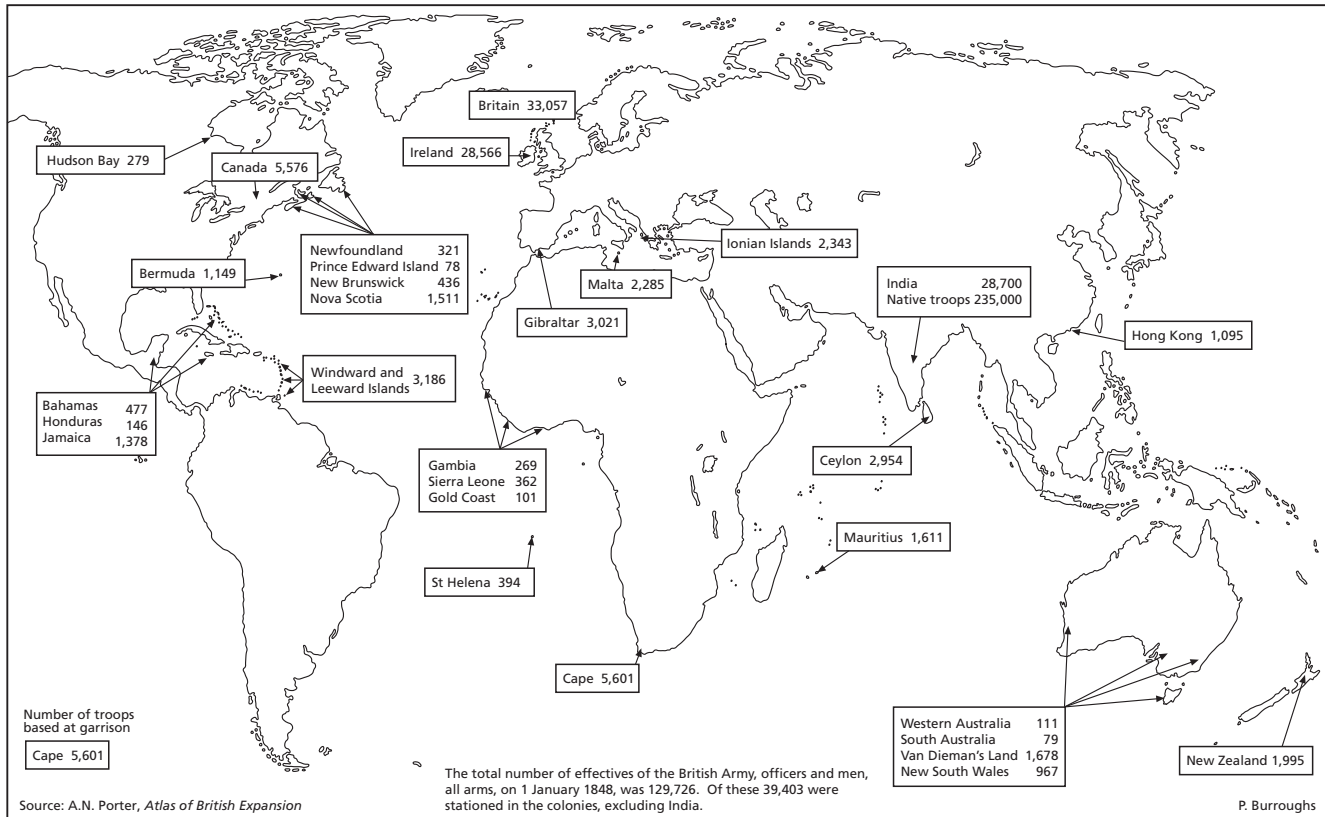 Britain 33,057
Ireland 28,566
Hudson Bay 279
Canada 5,576
Newfoundland 321
Prince Edward Island 78
New Brunswick 436
Nova Scotia 1,511
Ionian Islands 2,343
Bermuda 1,149
Malta 2,285
Gibraltar 3,021
India 28,700
Native troops 235,000
Hong Kong 1,095
Windward and
Leeward Islands 3,186
Bahamas 477
Honduras 146
Jamaica 1,378
Gambia 269
Sierra Leone 362
Gold Coast 101
Ceylon 2,954
Mauritius 1,611
St Helena 394
Cape 5,601
Western Australia 111
South Australia 79
Van Dieman's Land 1,678
New South Wales 967
New Zealand 1,995
Number of troops
based at garrison
Cape 5,601
The total number of effectives of the British Army, officers and men,
all arms, on 1 January 1848, was 129,726. Of these 39,403 were
stationed in the colonies, excluding India.
Source: A.N. Porter, Atlas of British Expansion
P. Burroughs